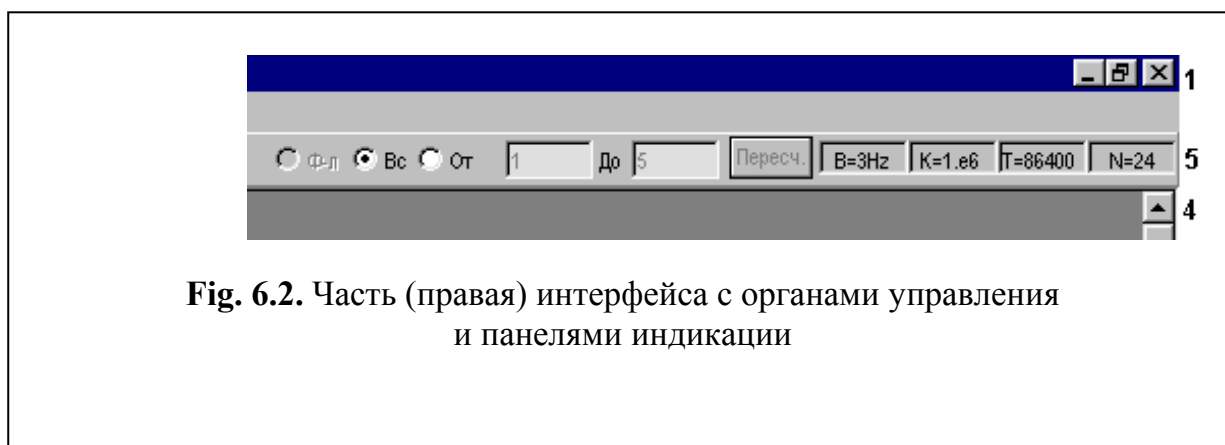 1
Ф-л Вс От 1 До 5 Пересч. B=3Hz K=1.e6 T=86400 N=24 5
4
Fig. 6.2. Часть (правая) интерфейса с органами управления
и панелями индикации